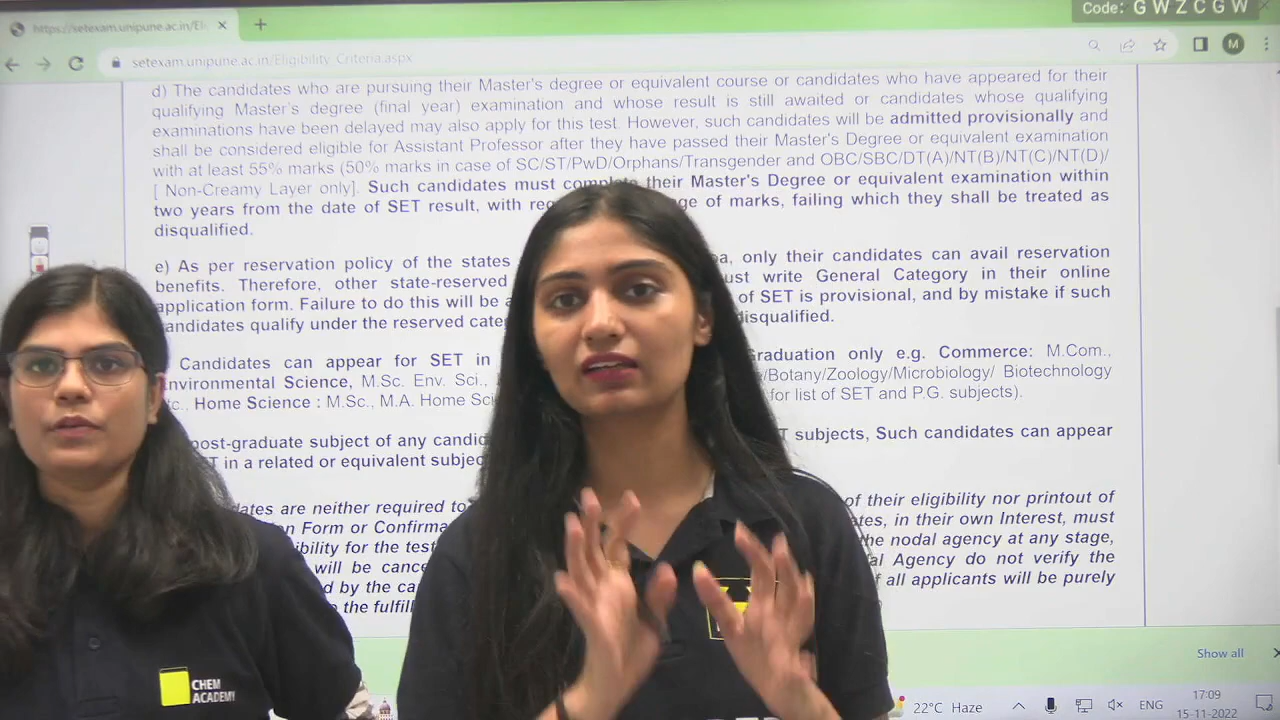 Code: G W Z C G W
https://setexam.unipune.ac.in/El
setexam.unipune.ac.in/Eligibility_Criteria.aspx
M
d) The candidates who are pursuing their Master's degree or equivalent course or candidates who have appeared for their
qualifying Master's degree (final year) examination and whose result is still awaited or candidates whose qualifying
examinations have been delayed may also apply for this test. However, such candidates will be admitted provisionally and
shall be considered eligible for Assistant Professor after they have passed their Master's Degree or equivalent examination
with at least 55% marks (50% marks in case of SC/ST/PwD/Orphans/Transgender and OBC/SBC/DT(A)/NT(B)/NT(C)/NT(D)/
[ Non-Creamy Layer only]. Such candidates must complete their Master's Degree or equivalent examination within
two years from the date of SET result, with ge of marks, failing which they shall be treated as
disqualified.
e) As per reservation policy of the states only their candidates can avail reservation
benefits. Therefore, other state-reserved must write General Category in their online
application form. Failure to do this will be of SET is provisional, and by mistake if such
candidates qualify under the reserved disqualified.
Candidates can appear for SET in Graduation only e.g. Commerce: M.Com.,
Environmental Science, M.Sc. Env. Sci., /Botany/Zoology/Microbiology/ Biotechnology
etc., Home Science : M.Sc., M.A. Home for list of SET and P.G. subjects).
post-graduate subject of any subjects, Such candidates can appear
in a related or equivalent
are neither required to of their eligibility nor printout of
Form or in their own Interest, must
for the test the nodal agency at any stage,
will be Agency do not verify the
by the all applicants will be purely
the
CHEM
ACADEMY
Show all
22°C Haze
ENG
17:09
15-11-2022